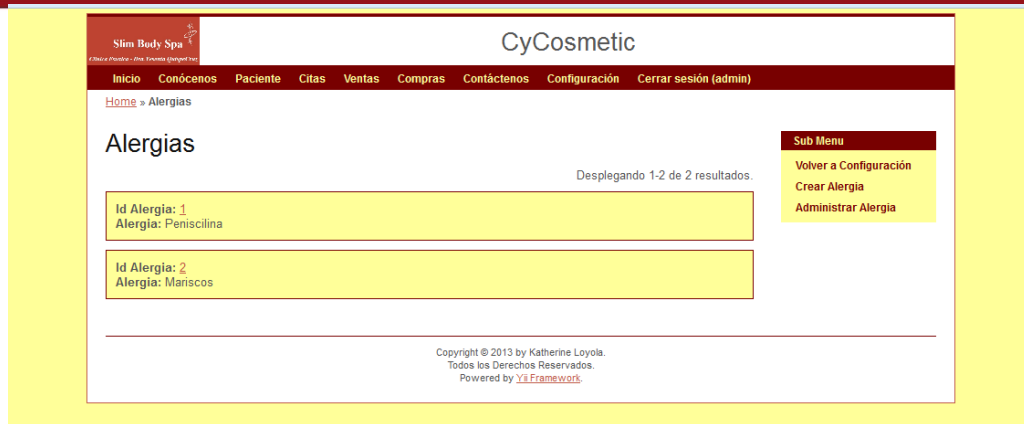 Slim Body Spa
CyCosmetic
Inicio Conócenos Paciente Citas Ventas Compras Contáctenos Configuración Cerrar sesión (admin)
Home » Alergias
Alergias
Desplegando 1-2 de 2 resultados.
Id Alergia: 1
Alergia: Peniscilina
Id Alergia: 2
Alergia: Mariscos
Sub Menu
Volver a Configuración
Crear Alergia
Administrar Alergia
Copyright © 2013 by Katherine Loyola.
Todos los Derechos Reservados.
Powered by Yii Framework.